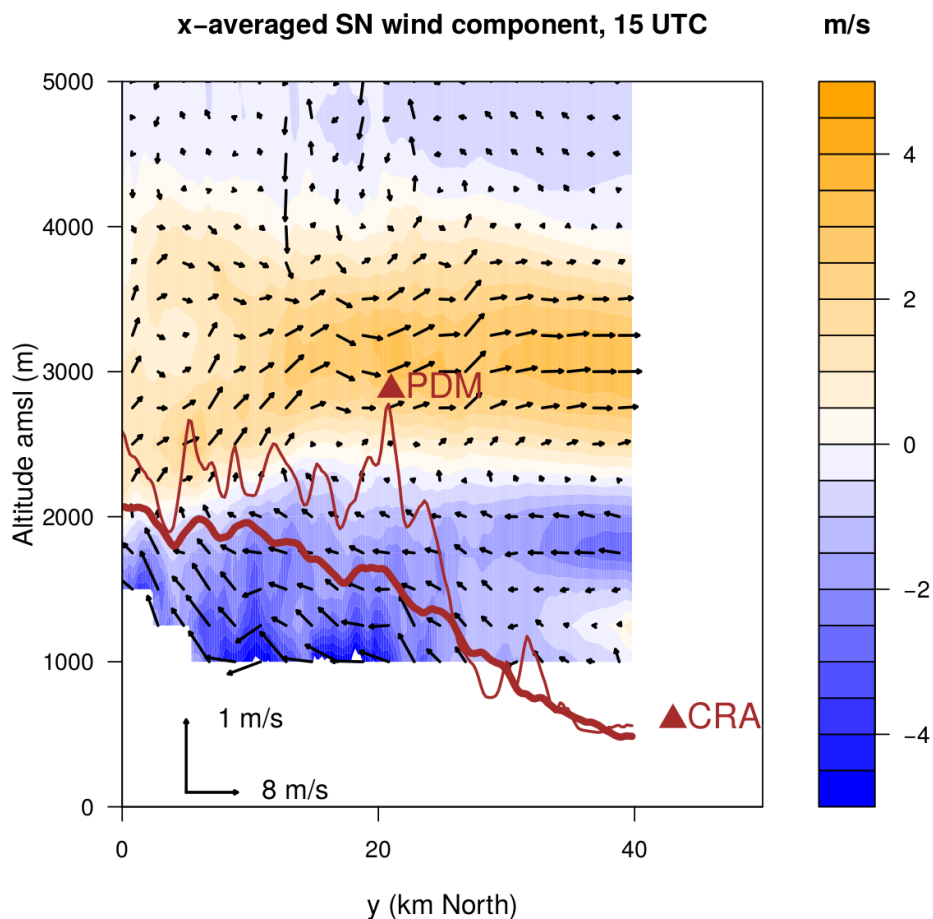 x−averaged SN wind component, 15 UTC
m/s
5000
4000
3000
2000
1000
0
Altitude amsl (m)
PDM
CRA
1 m/s
8 m/s
0
20
40
y (km North)
4
2
0
−2
−4